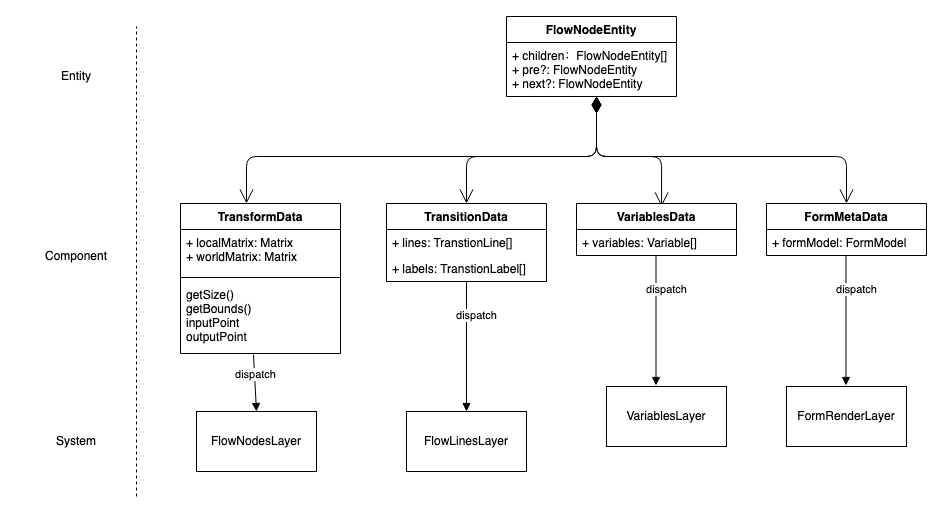 FlowNodeEntity
Entity
+ children: FlowNodeEntity[]
+ pre?: FlowNodeEntity
+ next?: FlowNodeEntity
Component
TransformData
+ localMatrix: Matrix
+ worldMatrix: Matrix
getSize()
getBounds()
inputPoint
outputPoint
TransitionData
+ lines: TranstionLine[]
+ labels: TranstionLabel[]
VariablesData
+ variables: Variable[]
FormMetaData
+ formModel: FormModel
dispatch
dispatch
dispatch
dispatch
System
FlowNodesLayer
FlowLinesLayer
VariablesLayer
FormRenderLayer